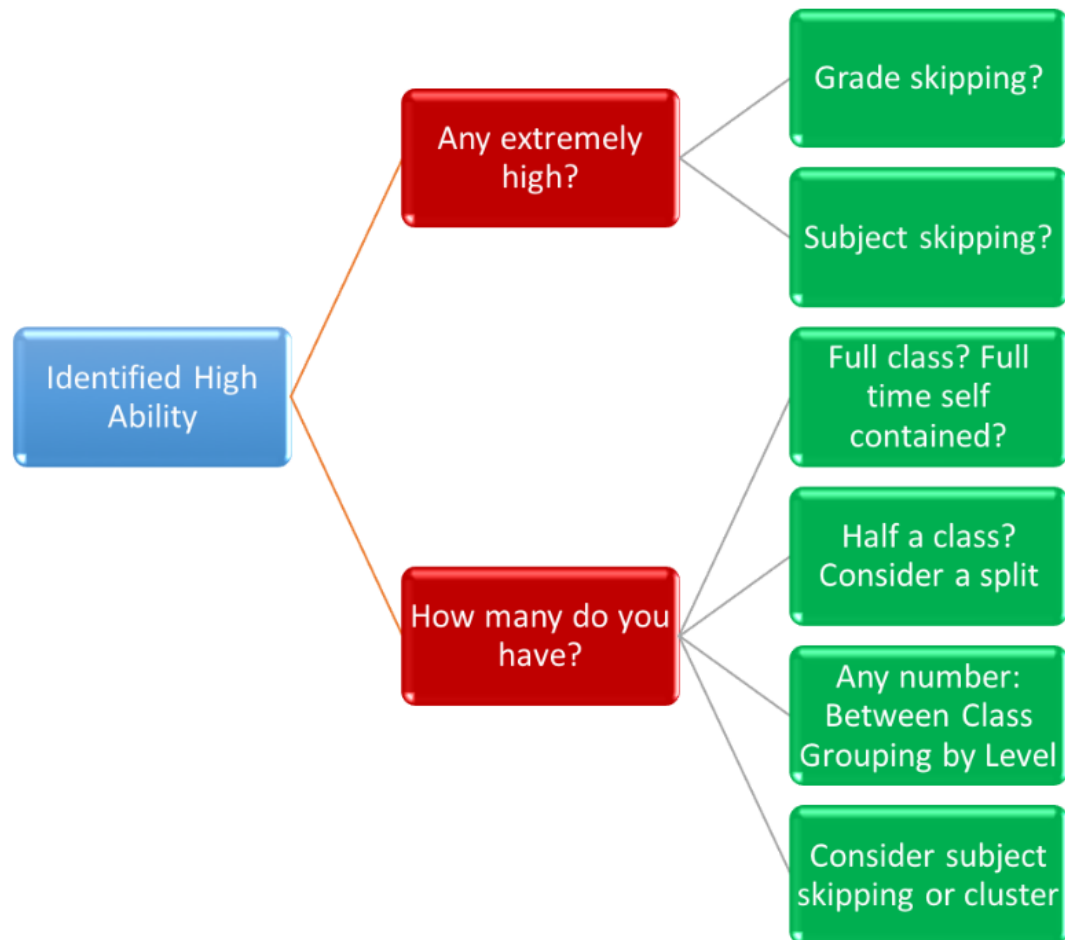 Grade skipping?
Any extremely
high?
Subject skipping?
Identified High
Ability
Full class? Full
time self
contained?
Half a class?
Consider a split
How many do you
have?
Any number:
Between Class
Grouping by Level
Consider subject
skipping or cluster